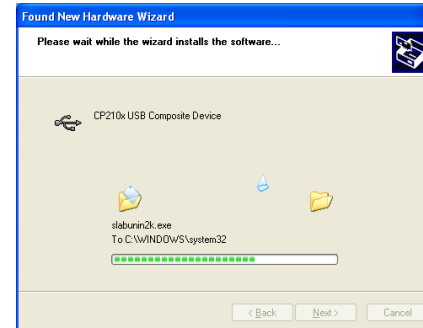 Found New Hardware Wizard
Please wait while the wizard installs the software...
CP210x USB Composite Device
slabunin2k.exe
To C:\WINDOWS\system32
< Back
Next >
Cancel